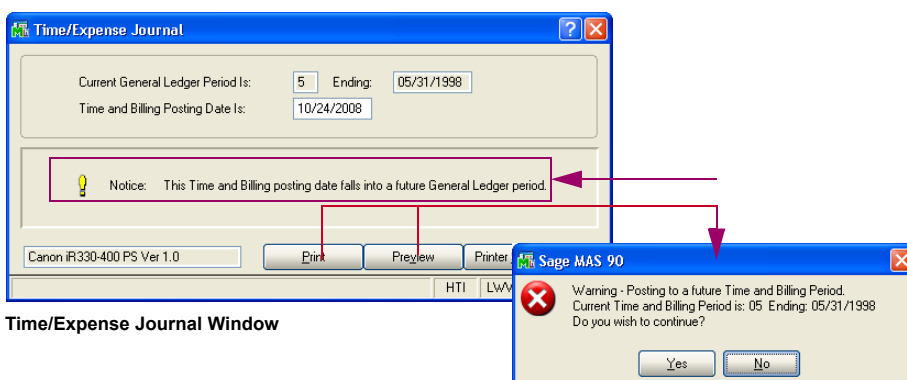 Time/Expense Journal
Current General Ledger Period Is: 5 Ending: 05/31/1998
Time and Billing Posting Date Is: 10/24/2008
Notice: This Time and Billing posting date falls into a future General Ledger period.
Canon iR330-400 PS Ver 1.0 Print Preview Printer
HTI
Time/Expense Journal Window
Sage MAS 90
Warning - Posting to a future Time and Billing Period.
Current Time and Billing Period is: 05 Ending: 05/31/1998
Do you wish to continue?
Yes No